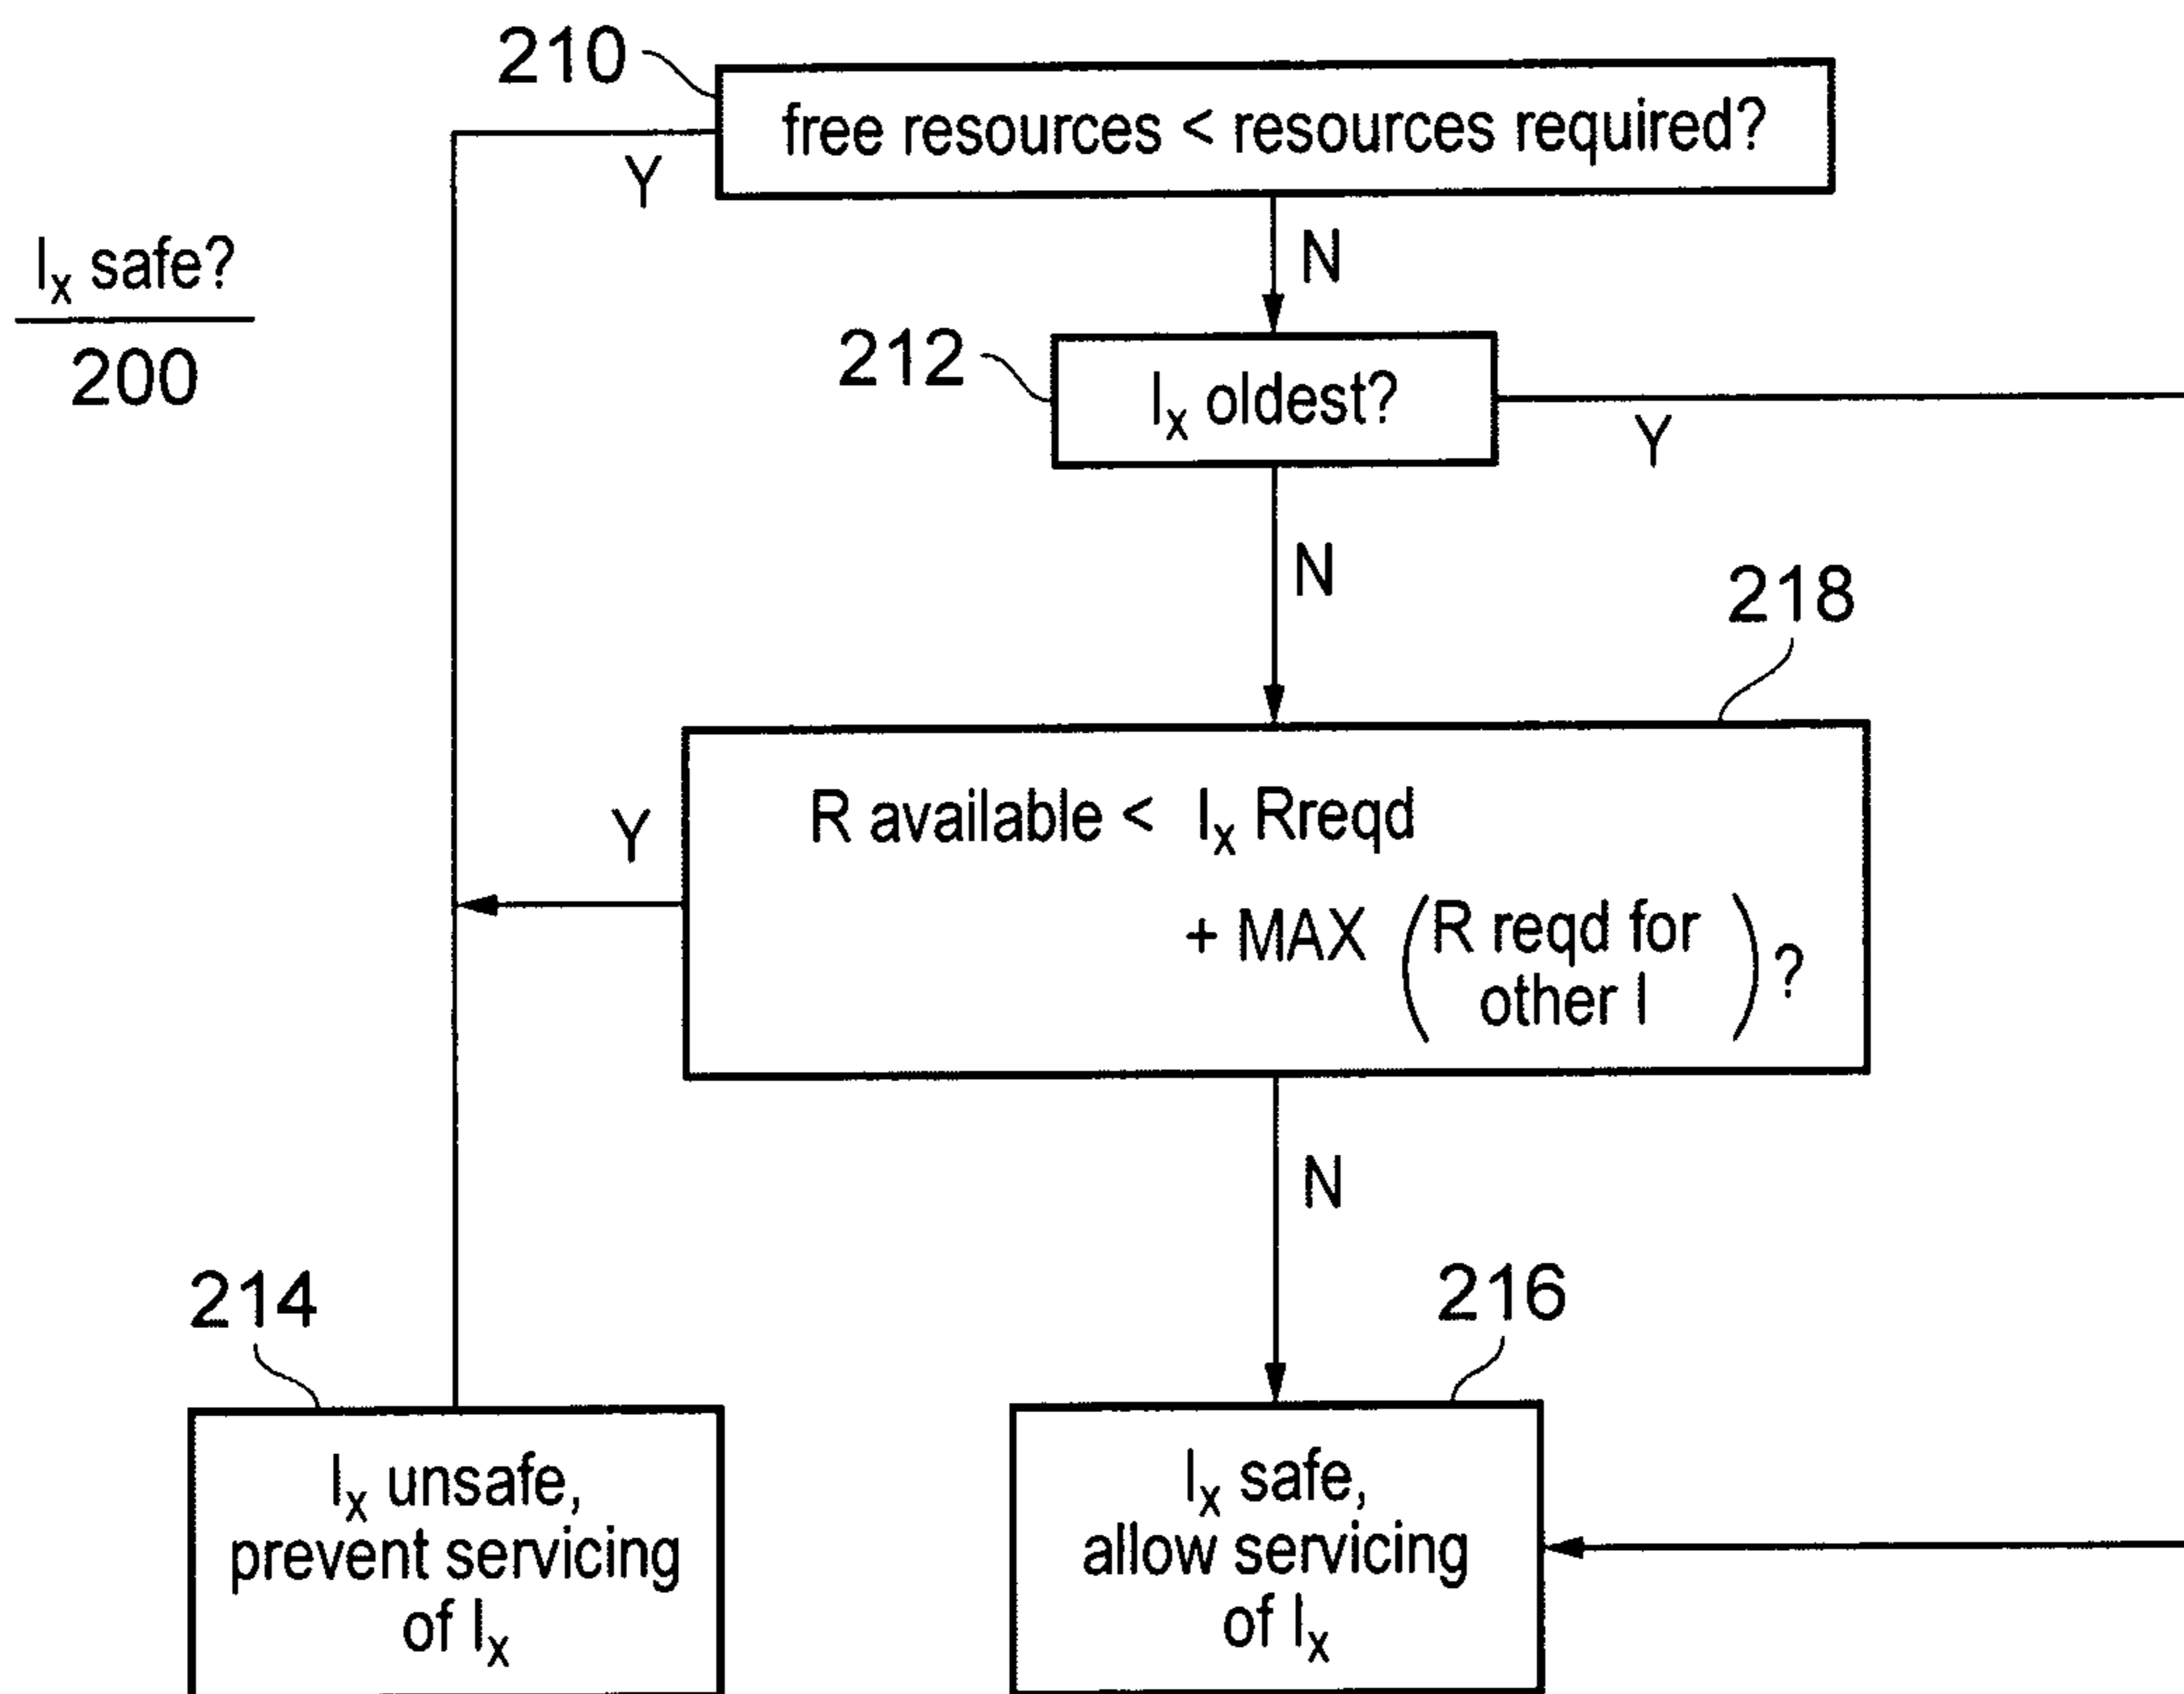 210
free resources < resources required?
Y
N
Iₓ safe?
200
212
Iₓ oldest?
Y
N
218
R available < Iₓ Rreqd
+ MAX (R reqd for
other I) ?
Y
N
214
Iₓ unsafe,
prevent servicing
of Iₓ
216
Iₓ safe,
allow servicing
of Iₓ